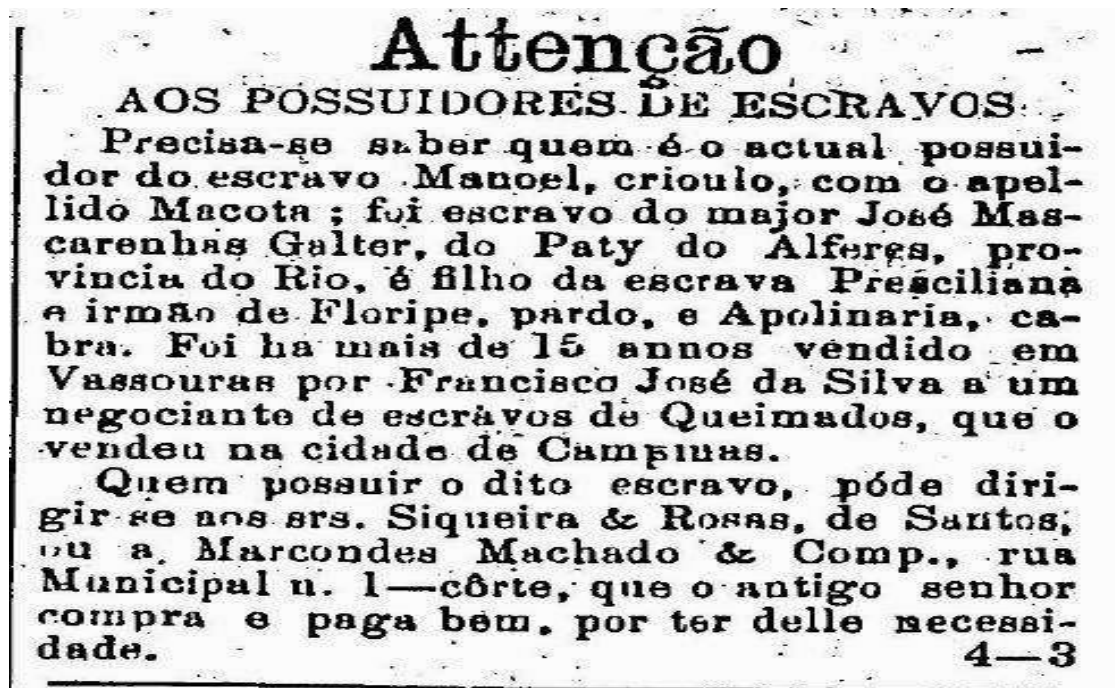 Attenção
AOS POSSUIDORES DE ESCRAVOS
Precisa-se saber quem é o actual possui-
dor do escravo Manoel, crioulo, com o apel-
lido Macota ; foi escravo do major José Mas-
carenhas Galter, do Paty do Alferes, pro-
vincia do Rio, é filho da escrava Presciliana
e irmão de Floripe, pardo, e Apolinaria, ca-
bra. Foi ha mais de 15 annos vendido em
Vassouras por Francisco José da Silva a um
negociante de escravos de Queimados, que o
vendeu na cidade de Campinas.
Quem possuir o dito escravo, póde diri-
gir-se aos srs. Siqueira & Rosas, de Santos,
ou a Marcondes Machado & Comp., rua
Municipal n. 1—côrte, que o antigo senhor
compra e paga bem, por ter delle necessi-
dade. 4—3